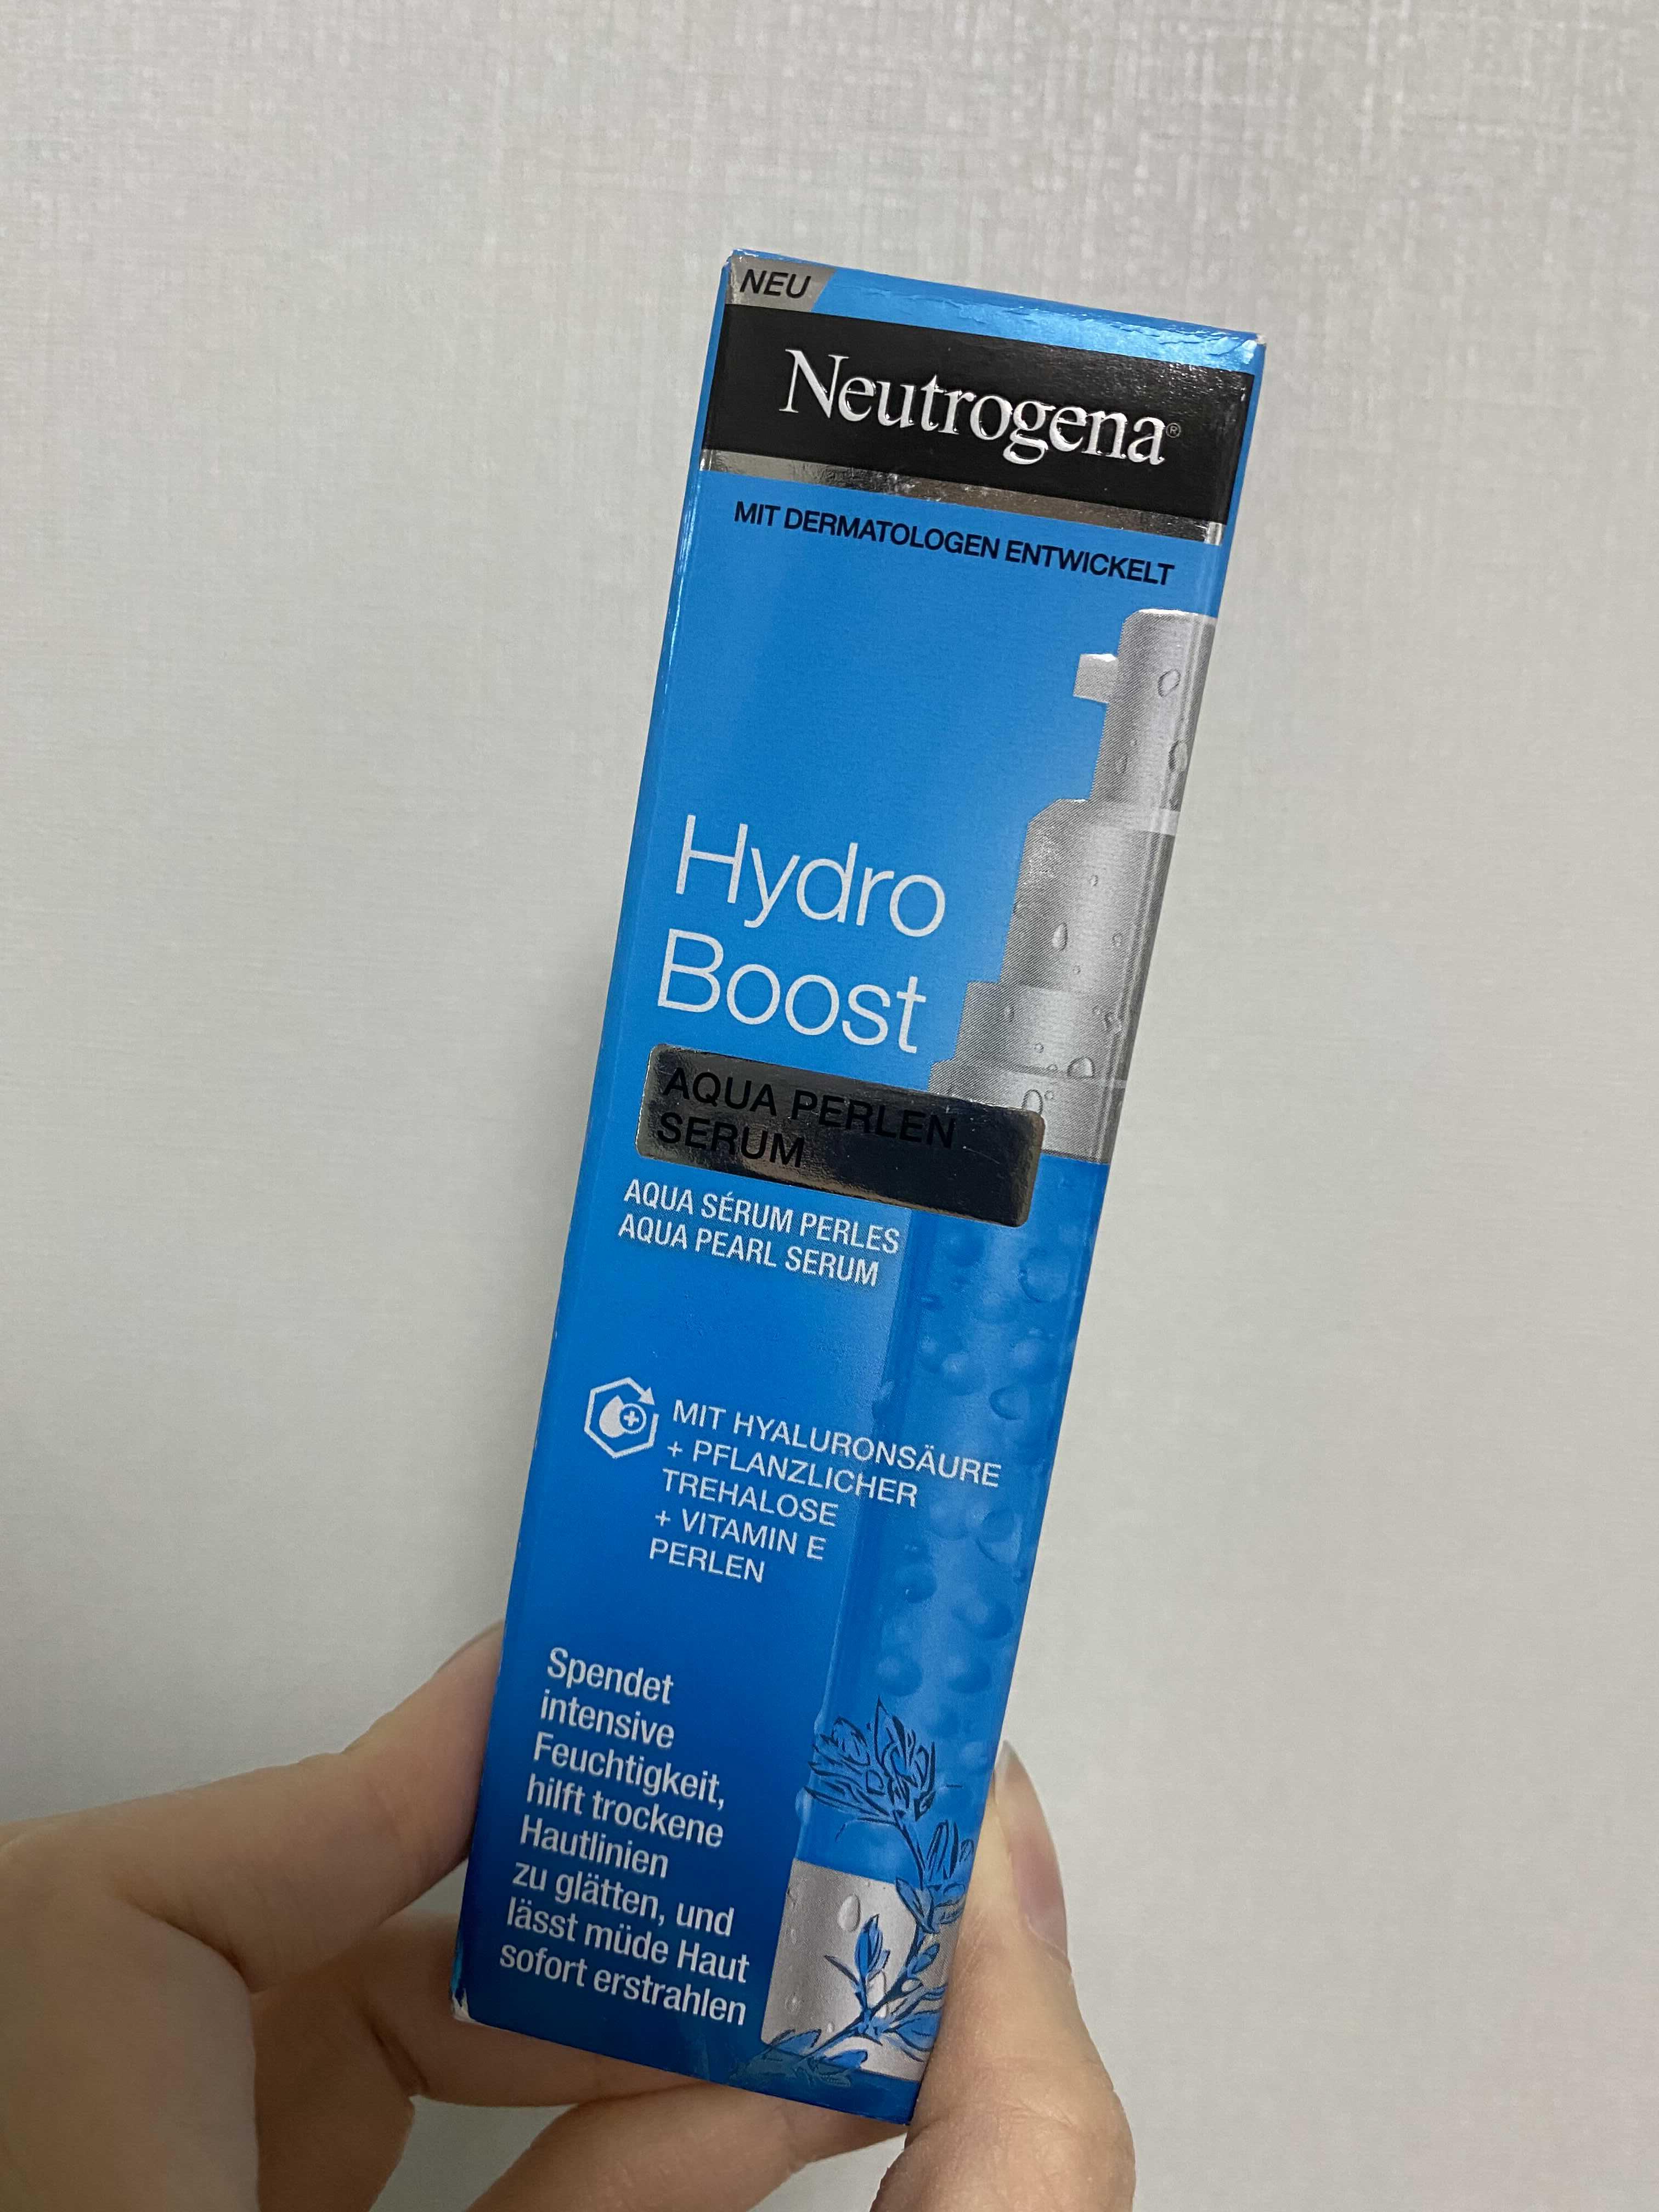 NEU
Neutrogena®
MIT DERMATOLOGEN ENTWICKELT
Hydro
Boost
AQUA PERLEN
SERUM
AQUA SÉRUM PERLES
AQUA PEARL SERUM
MIT HYALURONSÄURE
+ PFLANZLICHER
TREHALOSE
+ VITAMIN E
PERLEN
Spendet
intensive
Feuchtigkeit,
hilft trockene
Hautlinien
zu glätten, und
lässt müde Haut
sofort erstrahlen